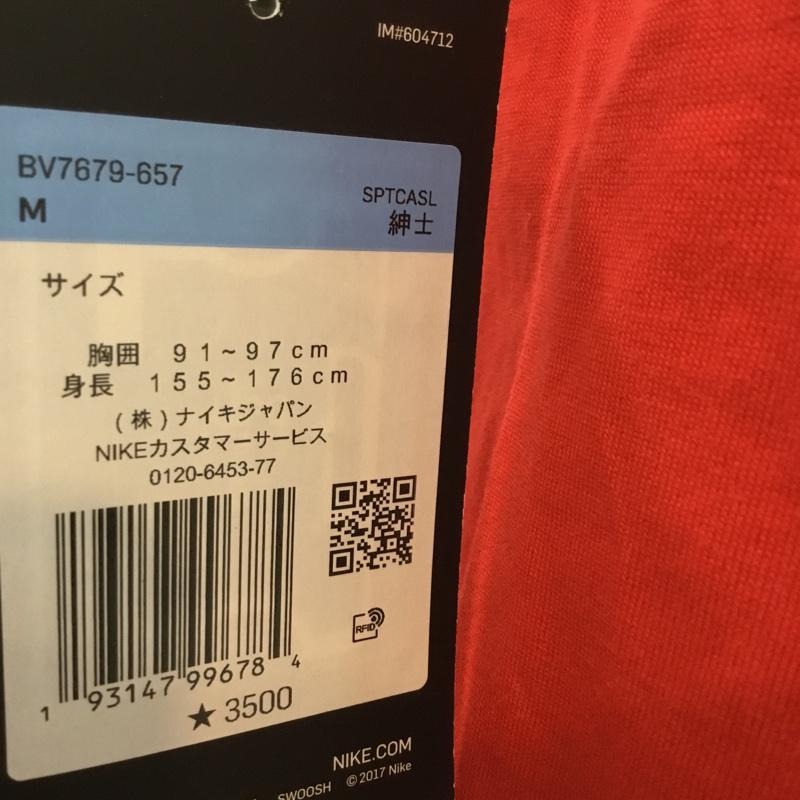 IM#604712
BV7679-657
M
SPTCASL
紳士
サイズ
胸囲 91~97cm
身長 155~176cm
(株)ナイキジャパン
NIKEカスタマーサービス
0120-6453-77
RFID
1 93147 99678 4
★3500
NIKE.COM
SWOOSH © 2017 Nike